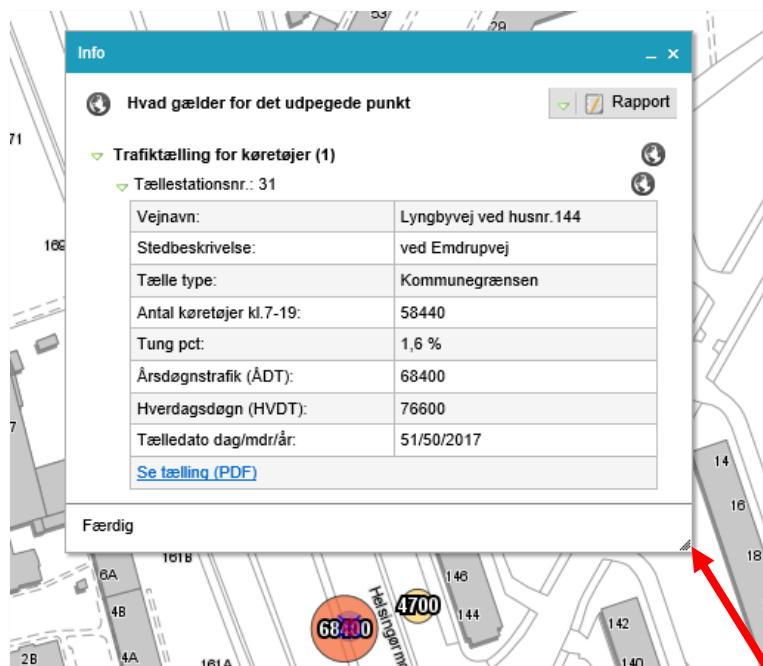 53
29
Info
Hvad gælder for det udpegede punkt
Rapport
71
Trafiktælling for køretøjer (1)
Tællestationsnr.: 31
Vejnavn: Lyngbyvej ved husnr.144
Stedbeskrivelse: ved Emdrupvej
169
Tælle type: Kommunegrænsen
Antal køretøjer kl.7-19: 58440
Tung pct: 1,6 %
Årsdøgnstrafik (ÅDT): 68400
Hverdagsdøgn (HVDT): 76600
7
Tælledato dag/mdr/år: 51/50/2017
14
Se tælling (PDF)
16
Færdig
18
161B
6A
146
4B
4700
144
142
68400
Helsingørm
2B
4A
161A
140